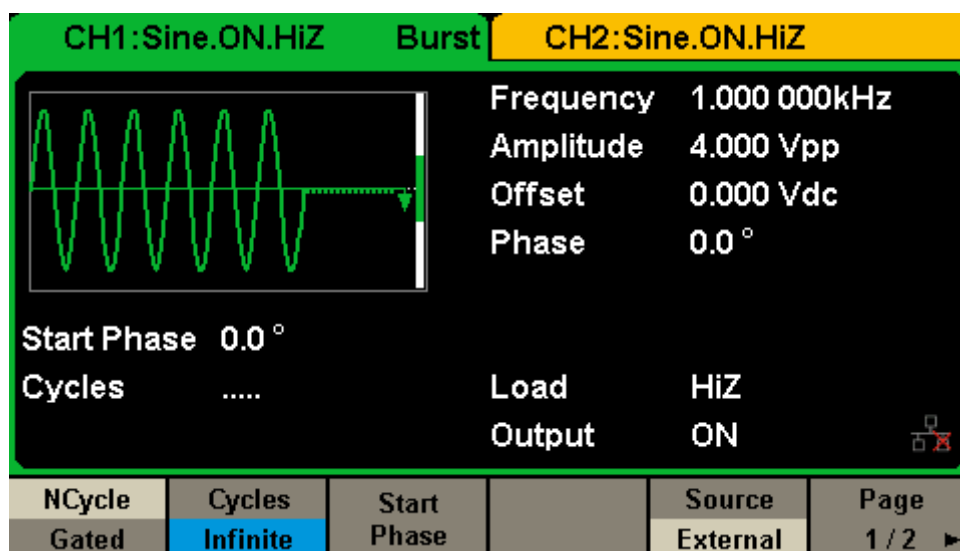 CH1:Sine.ON.HiZ Burst CH2:Sine.ON.HiZ
Frequency 1.000 000kHz
Amplitude 4.000 Vpp
Offset 0.000 Vdc
Phase 0.0 °
Start Phase 0.0 °
Cycles .....
Load HiZ
Output ON
NCycle Cycles Start Source Page
Gated Infinite Phase External 1 / 2 ►